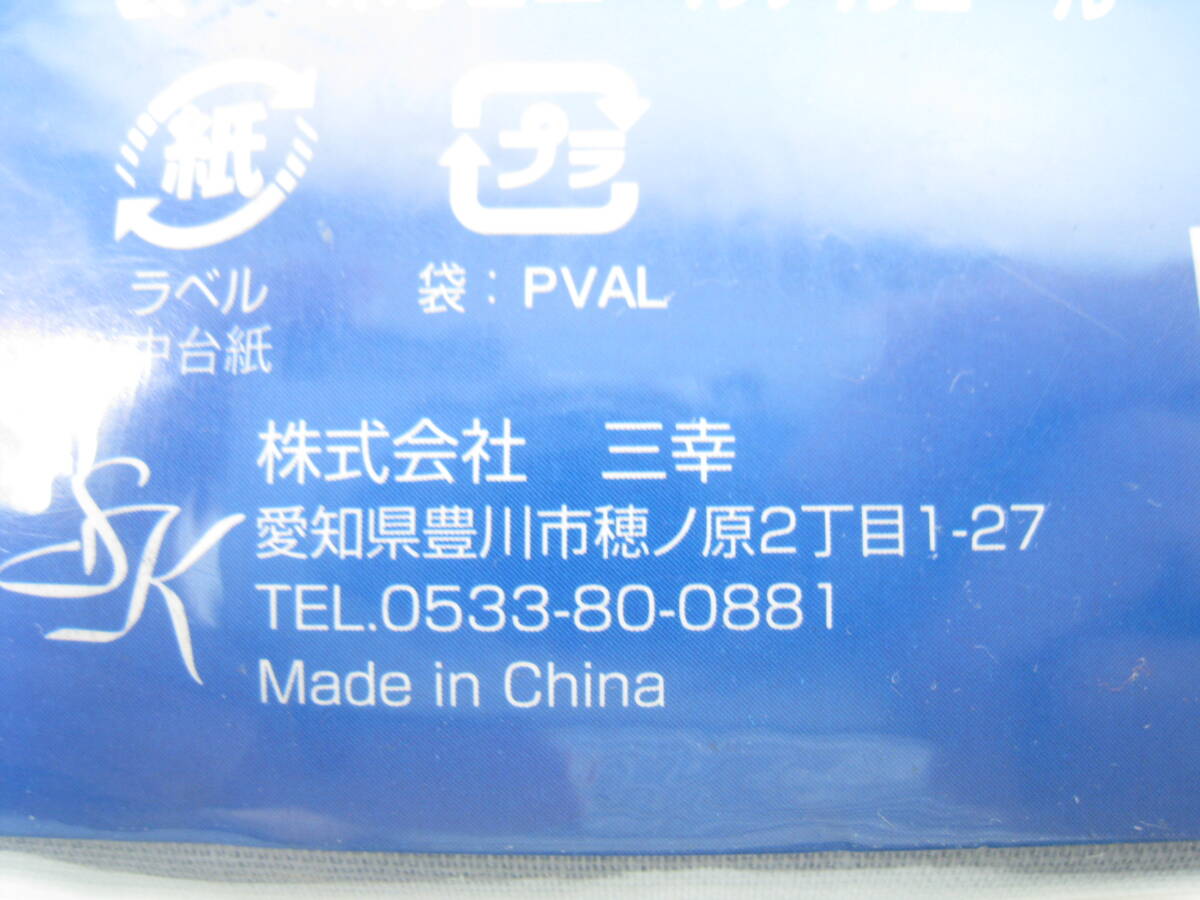 紙
プラ
ラベル
中台紙
袋：PVAL
株式会社 三幸
愛知県豊川市穂ノ原2丁目1-27
TEL.0533-80-0881
Made in China
SK